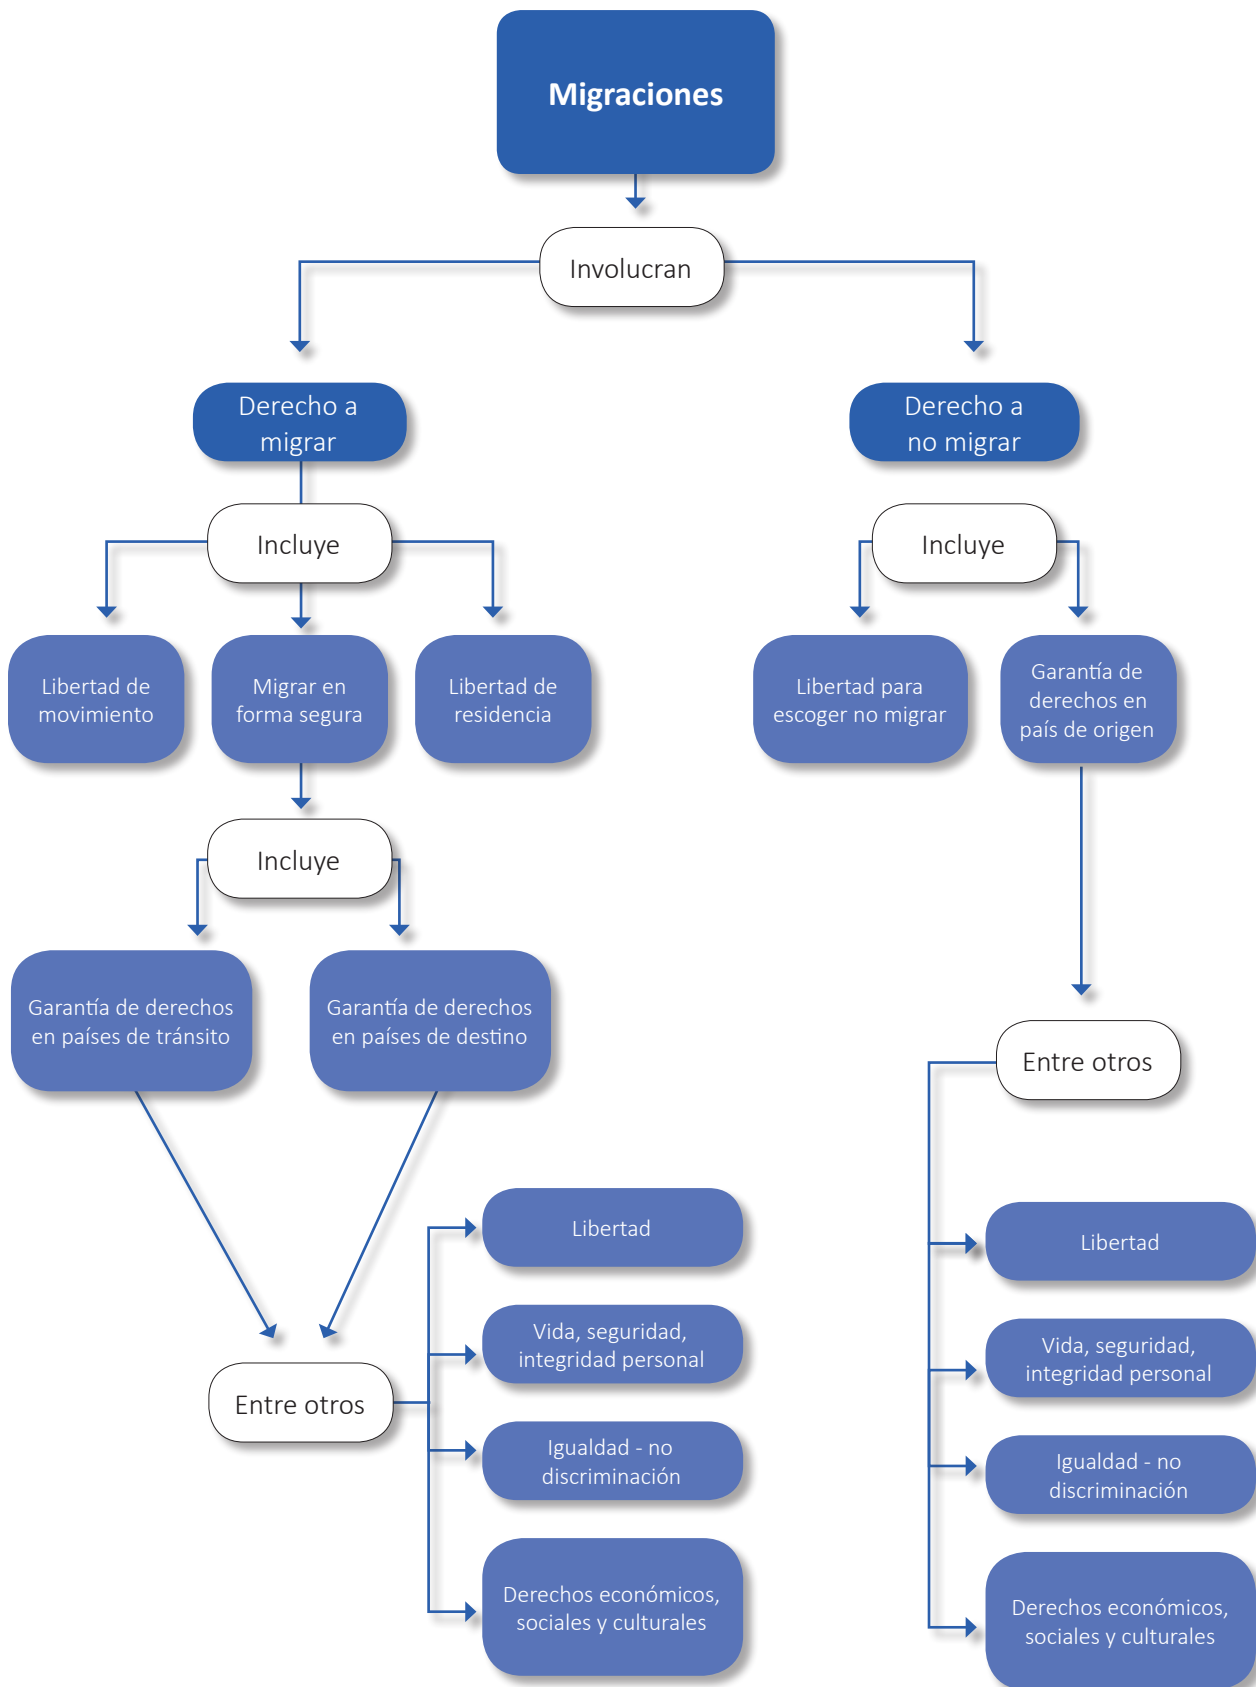 Migraciones
Involucran
Derecho a
migrar
Derecho a
no migrar
Incluye
Incluye
Libertad de
movimiento
Migrar en
forma segura
Libertad de
residencia
Libertad para
escoger no migrar
Garantía de
derechos en
país de origen
Incluye
Garantía de derechos
en países de tránsito
Garantía de derechos
en países de destino
Entre otros
Libertad
Vida, seguridad,
integridad personal
Igualdad - no
discriminación
Derechos económicos,
sociales y culturales
Entre otros
Libertad
Vida, seguridad,
integridad personal
Igualdad - no
discriminación
Derechos económicos,
sociales y culturales